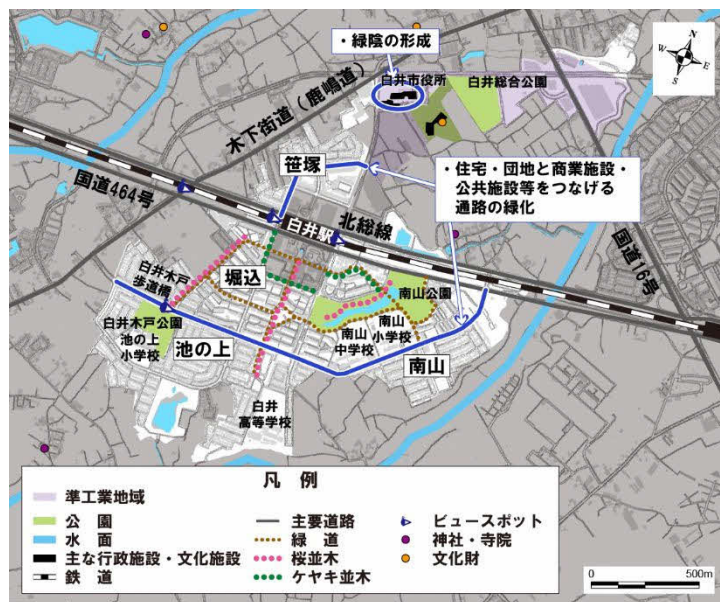 ・緑陰の形成
N
W
E
S
白井市役所
白井総合公園
木下街道（鹿鳴道）
・住宅・団地と商業施設・
公共施設等をつなげる
通路の緑化
笹塚
国道464号
白井駅
北総線
国道16号
白井木戸
歩道橋
堀込
南山公園
白井木戸公園
池の上
小学校
池の上
南山
中学校
南山
小学校
南山
白井
高等学校
凡 例
準工業地域
公 園
水 面
主な行政施設・文化施設
鉄 道
主要道路
緑 道
桜並木
ケヤキ並木
ビュースポット
神社・寺院
文化財
0 500m